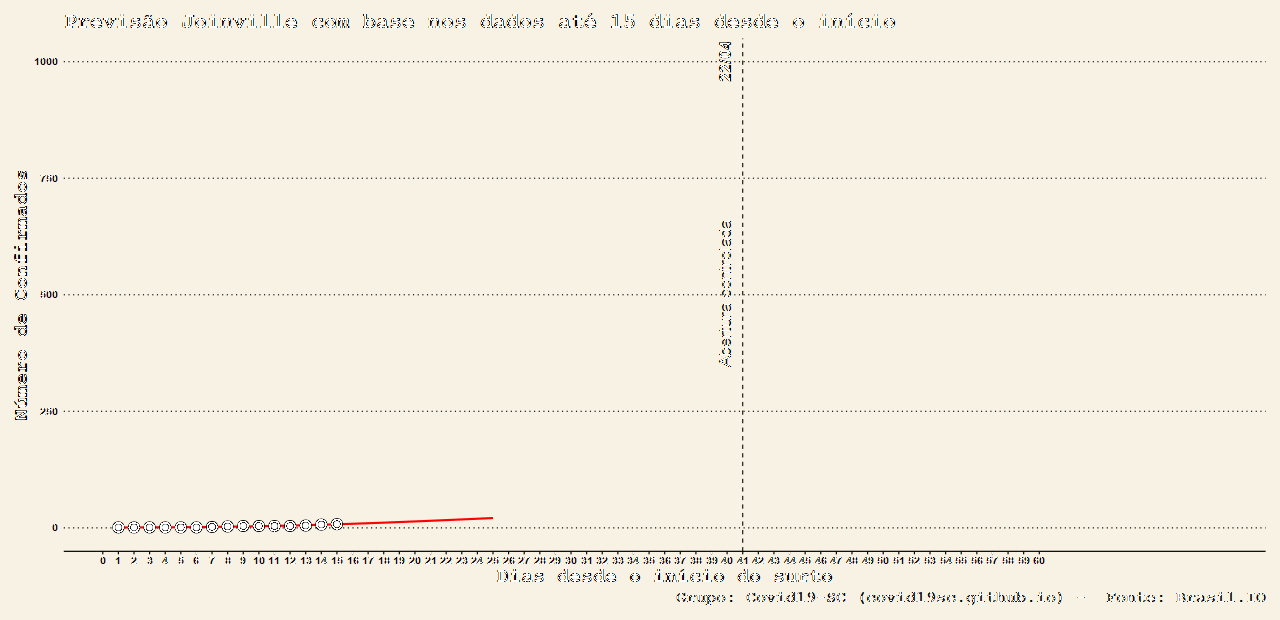 Previsão Joinville com base nos dados até 15 dias desde o início
22/04
1000
750
Abertura controlada
Número de Confirmados
500
250
0
0 1 2 3 4 5 6 7 8 9 10 11 12 13 14 15 16 17 18 19 20 21 22 23 24 25 26 27 28 29 30 31 32 33 34 35 36 37 38 39 40 41 42 43 44 45 46 47 48 49 50 51 52 53 54 55 56 57 58 59 60
Dias desde o início do surto
Grupo: Covid19-SC (covid19sc.github.io) -- Fonte: Brasil.IO